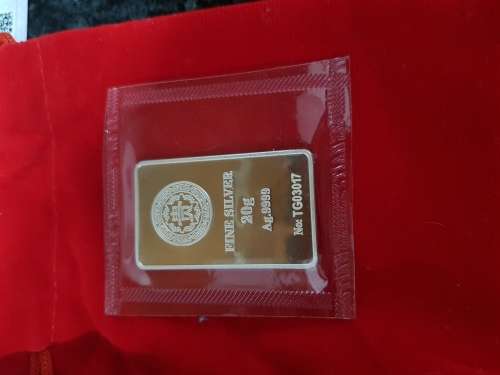 FINE SILVER
20g
Ag.9999
No: TG03017